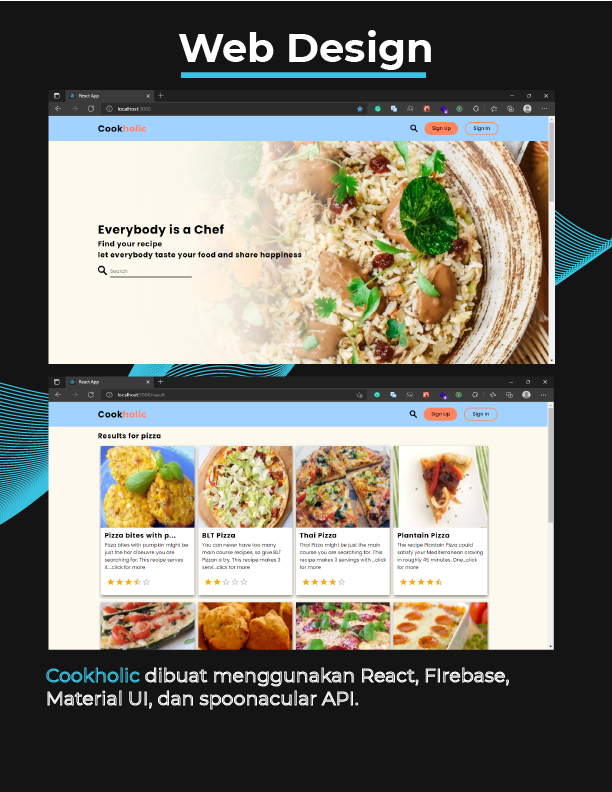 Web Design
React App
localhost:3000
Cookholic
Sign Up
Sign In
Everybody is a Chef
Find your recipe
let everybody taste your food and share happiness
Search
React App
localhost:3000/result
Cookholic
Sign Up
Sign In
Results for pizza
Pizza bites with p...
Pizza bites with pumpkin might be
just the hor d'oeuvre you are
searching for. This recipe serves
4...click for more
BLT Pizza
You can never have too many
main course recipes, so give BLT
Pizzan a try. This recipe makes 3
servi...click for more
Thai Pizza
Thai Pizza might be just the main
course you are searching for. This
recipe makes 3 servings with ...click
for more
Plantain Pizza
The recipe Plantain Pizza could
satisfy your Mediterranean craving
in roughly 45 minutes. One...click
for more
Cookholic dibuat menggunakan React, FIrebase,
Material UI, dan spoonacular API.